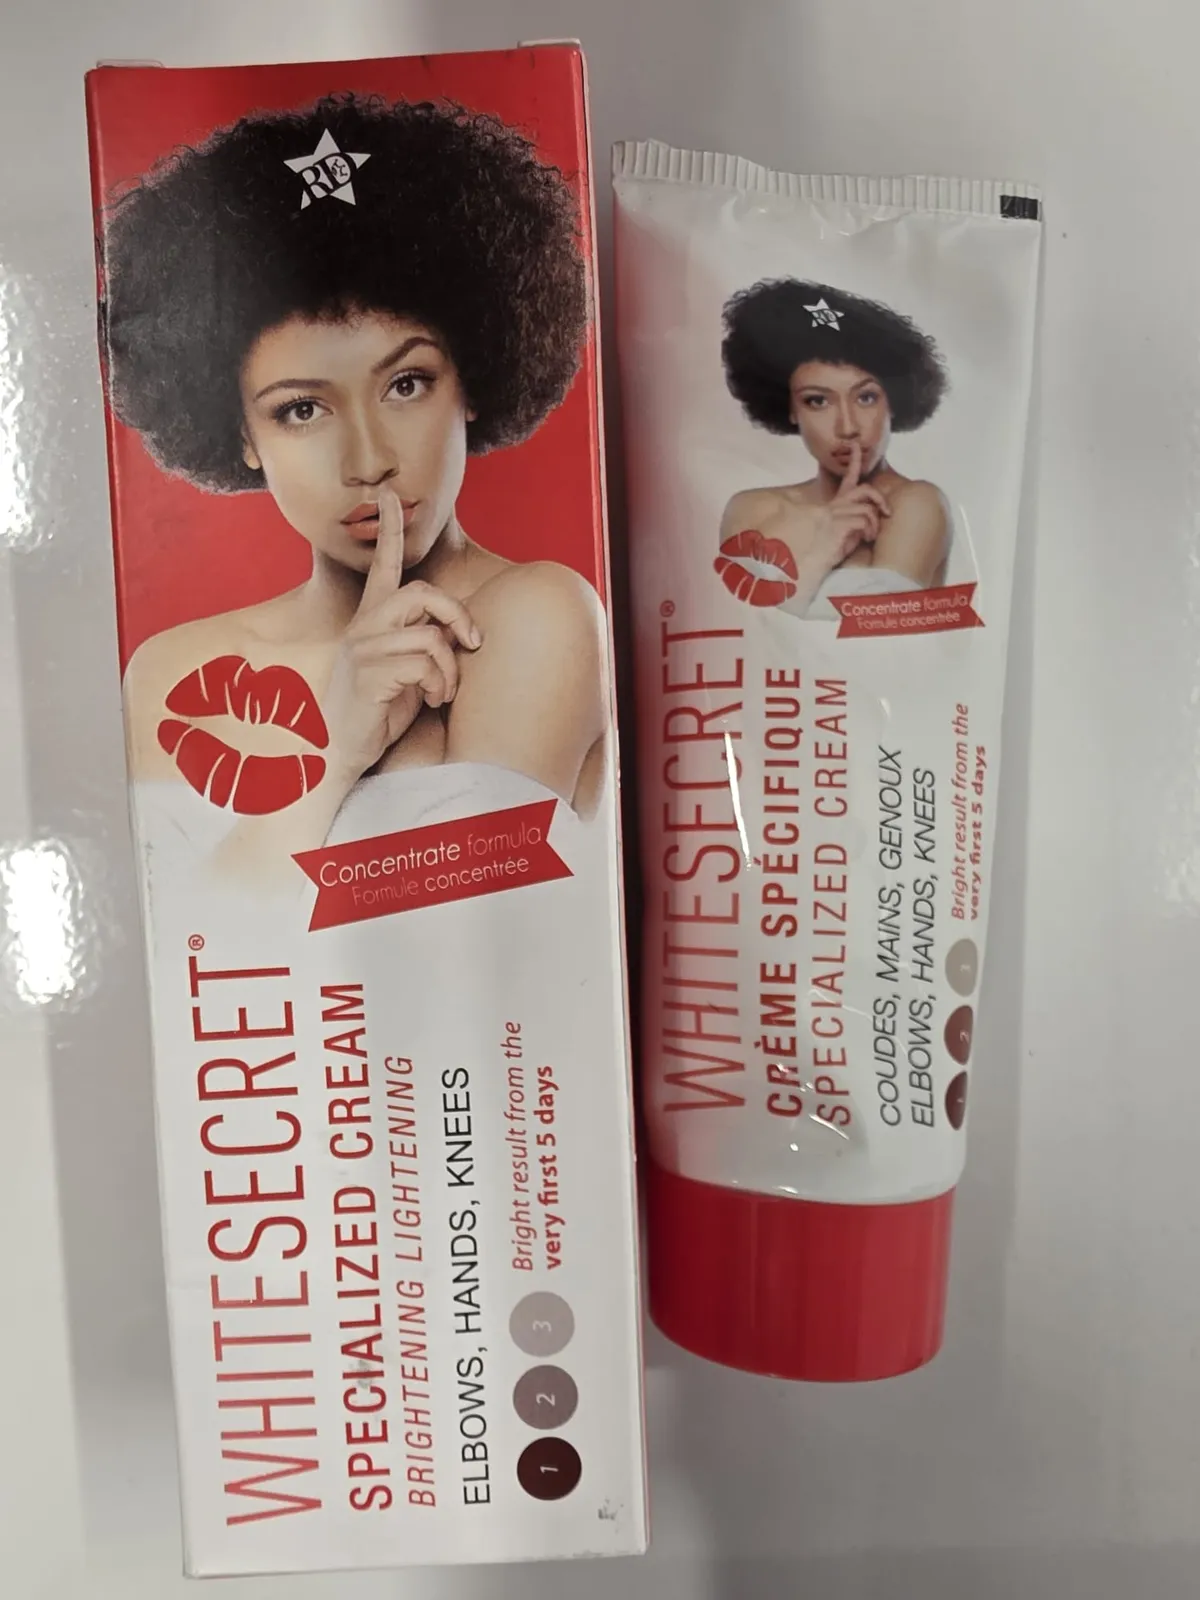 RD
Concentrate formula
Formule concentrée
WHITESECRET®
SPECIALIZED CREAM
BRIGHTENING LIGHTENING
ELBOWS, HANDS, KNEES
1 2 3
Bright result from the
very first 5 days
RD
Concentrate formula
Formule concentrée
WHITESECRET®
CRÈME SPÉCIFIQUE
SPECIALIZED CREAM
COUDES, MAINS, GENOUX
ELBOWS, HANDS, KNEES
1 2 3
Bright result from the
very first 5 days